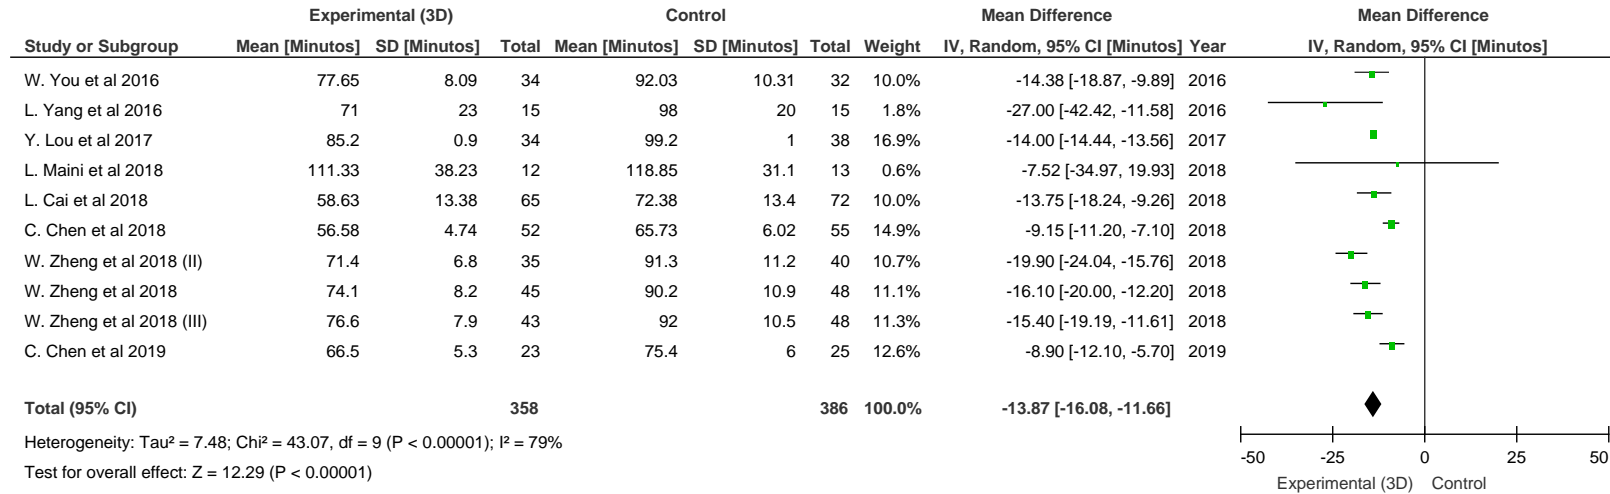 Experimental (3D) Control Mean Difference Mean Difference
Study or Subgroup Mean [Minutos] SD [Minutos] Total Mean [Minutos] SD [Minutos] Total Weight IV, Random, 95% CI [Minutos] Year IV, Random, 95% CI [Minutos]
W. You et al 2016 77.65 8.09 34 92.03 10.31 32 10.0% -14.38 [-18.87, -9.89] 2016
L. Yang et al 2016 71 23 15 98 20 15 1.8% -27.00 [-42.42, -11.58] 2016
Y. Lou et al 2017 85.2 0.9 34 99.2 1 38 16.9% -14.00 [-14.44, -13.56] 2017
L. Maini et al 2018 111.33 38.23 12 118.85 31.1 13 0.6% -7.52 [-34.97, 19.93] 2018
L. Cai et al 2018 58.63 13.38 65 72.38 13.4 72 10.0% -13.75 [-18.24, -9.26] 2018
C. Chen et al 2018 56.58 4.74 52 65.73 6.02 55 14.9% -9.15 [-11.20, -7.10] 2018
W. Zheng et al 2018 (II) 71.4 6.8 35 91.3 11.2 40 10.7% -19.90 [-24.04, -15.76] 2018
W. Zheng et al 2018 74.1 8.2 45 90.2 10.9 48 11.1% -16.10 [-20.00, -12.20] 2018
W. Zheng et al 2018 (III) 76.6 7.9 43 92 10.5 48 11.3% -15.40 [-19.19, -11.61] 2018
C. Chen et al 2019 66.5 5.3 23 75.4 6 25 12.6% -8.90 [-12.10, -5.70] 2019
Total (95% CI) 358 386 100.0% -13.87 [-16.08, -11.66]
Heterogeneity: Tau² = 7.48; Chi² = 43.07, df = 9 (P < 0.00001); I² = 79%
Test for overall effect: Z = 12.29 (P < 0.00001)
-50 -25 0 25 50
Experimental (3D) Control